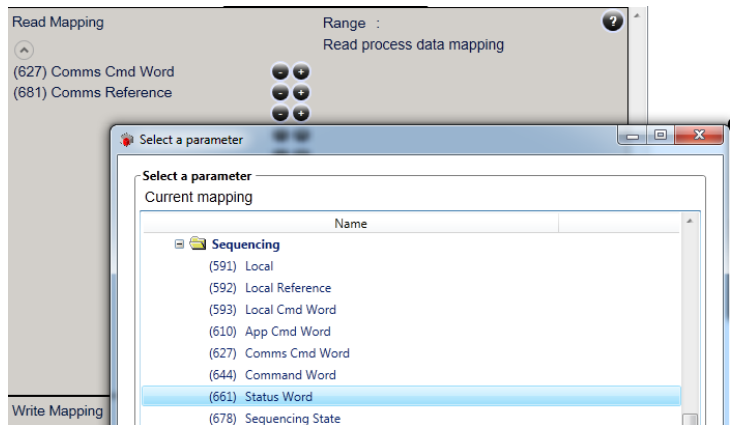 Read Mapping
Range :
?
Read process data mapping
(627) Comms Cmd Word
- +
(681) Comms Reference
- +
- +
Select a parameter
Select a parameter
Current mapping
Name
Sequencing
(591) Local
(592) Local Reference
(593) Local Cmd Word
(610) App Cmd Word
(627) Comms Cmd Word
(644) Command Word
(661) Status Word
(678) Sequencing State
Write Mapping